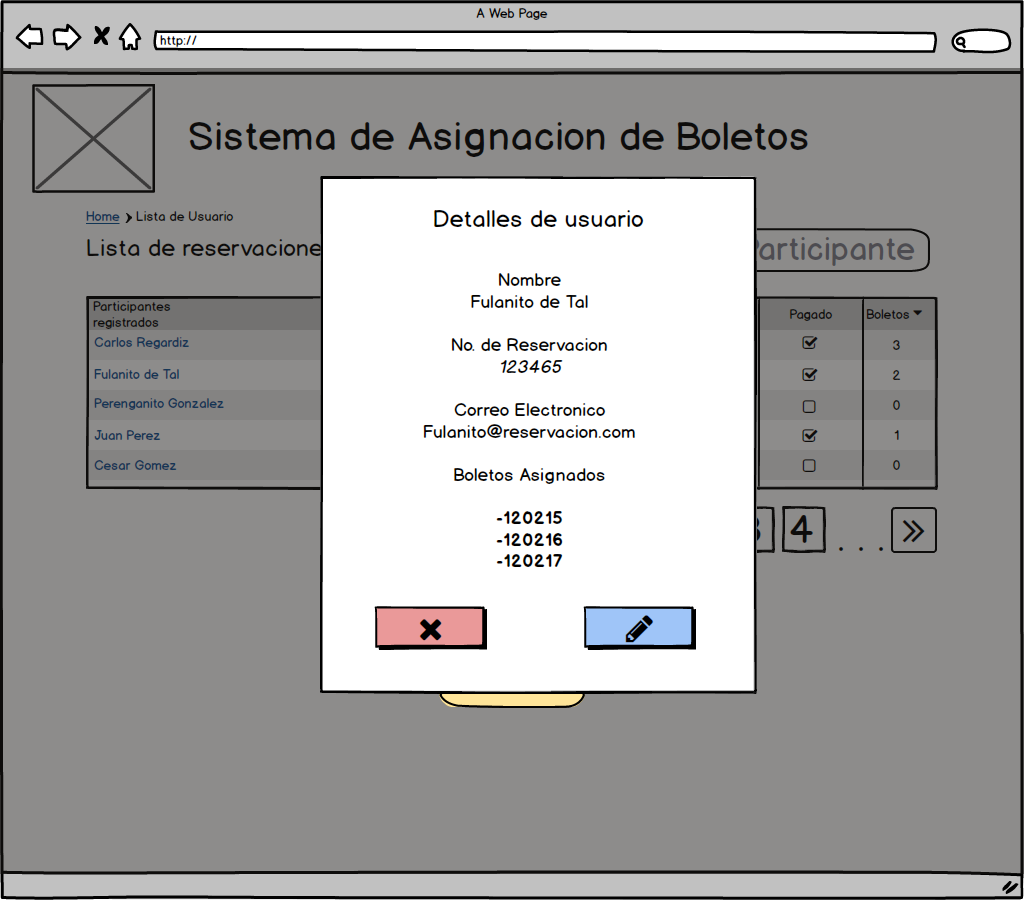 A Web Page
http://
Sistema de Asignacion de Boletos
Home Lista de Usuario
Lista de reservacione
articipante
Participantes
registrados
Pagado
Boletos
Carlos Regardiz
3
Fulanito de Tal
2
Perenganito Gonzalez
0
Juan Perez
1
Cesar Gomez
0
4
. . .
Detalles de usuario
Nombre
Fulanito de Tal
No. de Reservacion
123465
Correo Electronico
Fulanito@reservacion.com
Boletos Asignados
-120215
-120216
-120217